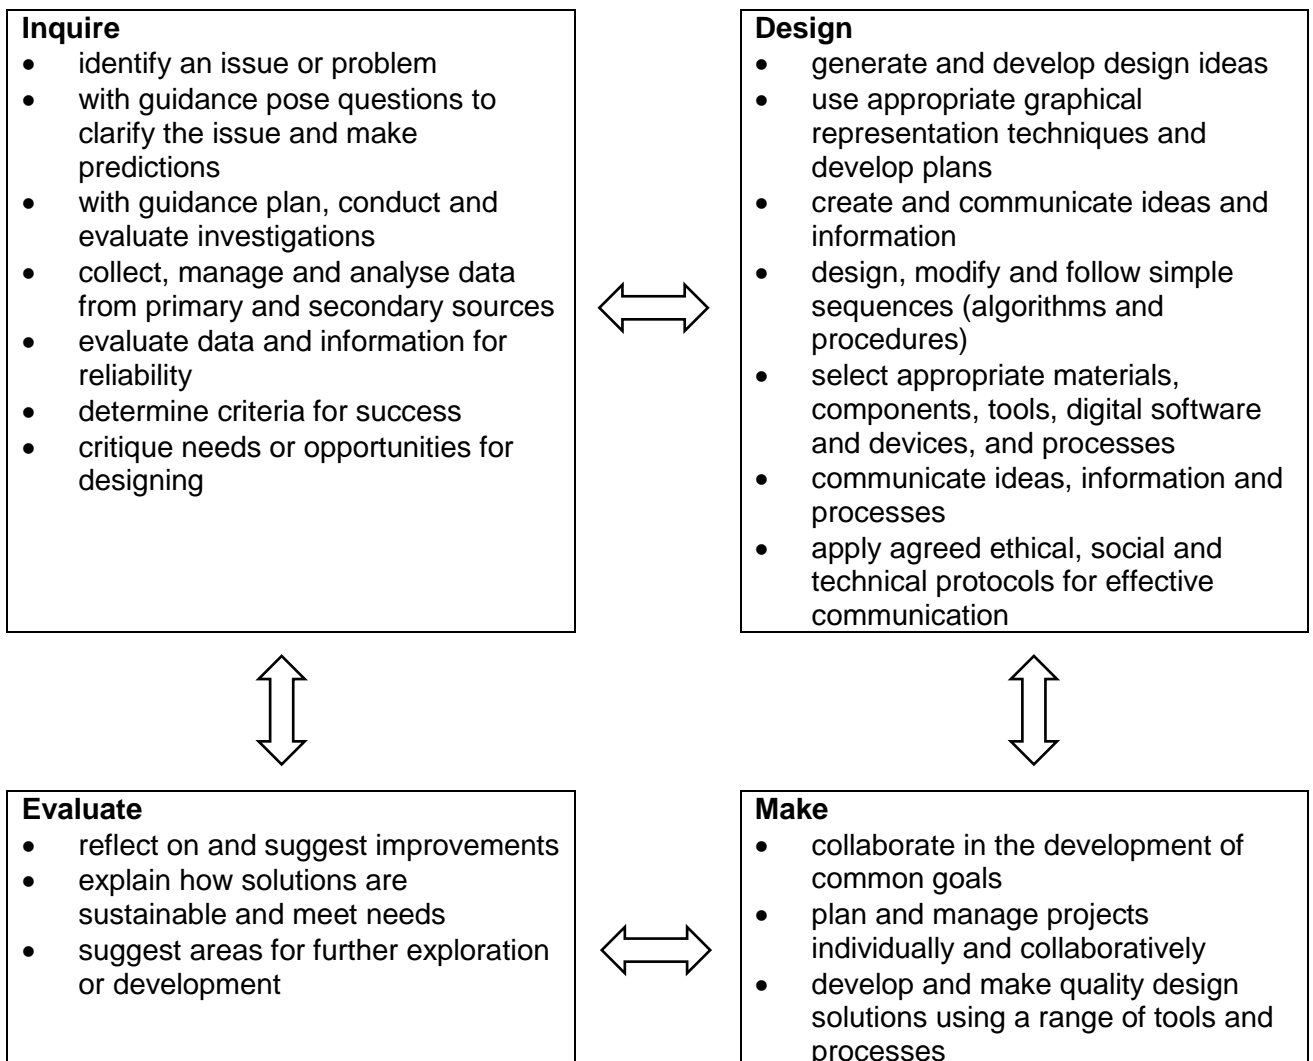 Inquire
• identify an issue or problem
• with guidance pose questions to
clarify the issue and make
predictions
• with guidance plan, conduct and
evaluate investigations
• collect, manage and analyse data
from primary and secondary sources
• evaluate data and information for
reliability
• determine criteria for success
• critique needs or opportunities for
designing
Design
• generate and develop design ideas
• use appropriate graphical
representation techniques and
develop plans
• create and communicate ideas and
information
• design, modify and follow simple
sequences (algorithms and
procedures)
• select appropriate materials,
components, tools, digital software
and devices, and processes
• communicate ideas, information and
processes
• apply agreed ethical, social and
technical protocols for effective
communication
Evaluate
• reflect on and suggest improvements
• explain how solutions are
sustainable and meet needs
• suggest areas for further exploration
or development
Make
• collaborate in the development of
common goals
• plan and manage projects
individually and collaboratively
• develop and make quality design
solutions using a range of tools and
processes